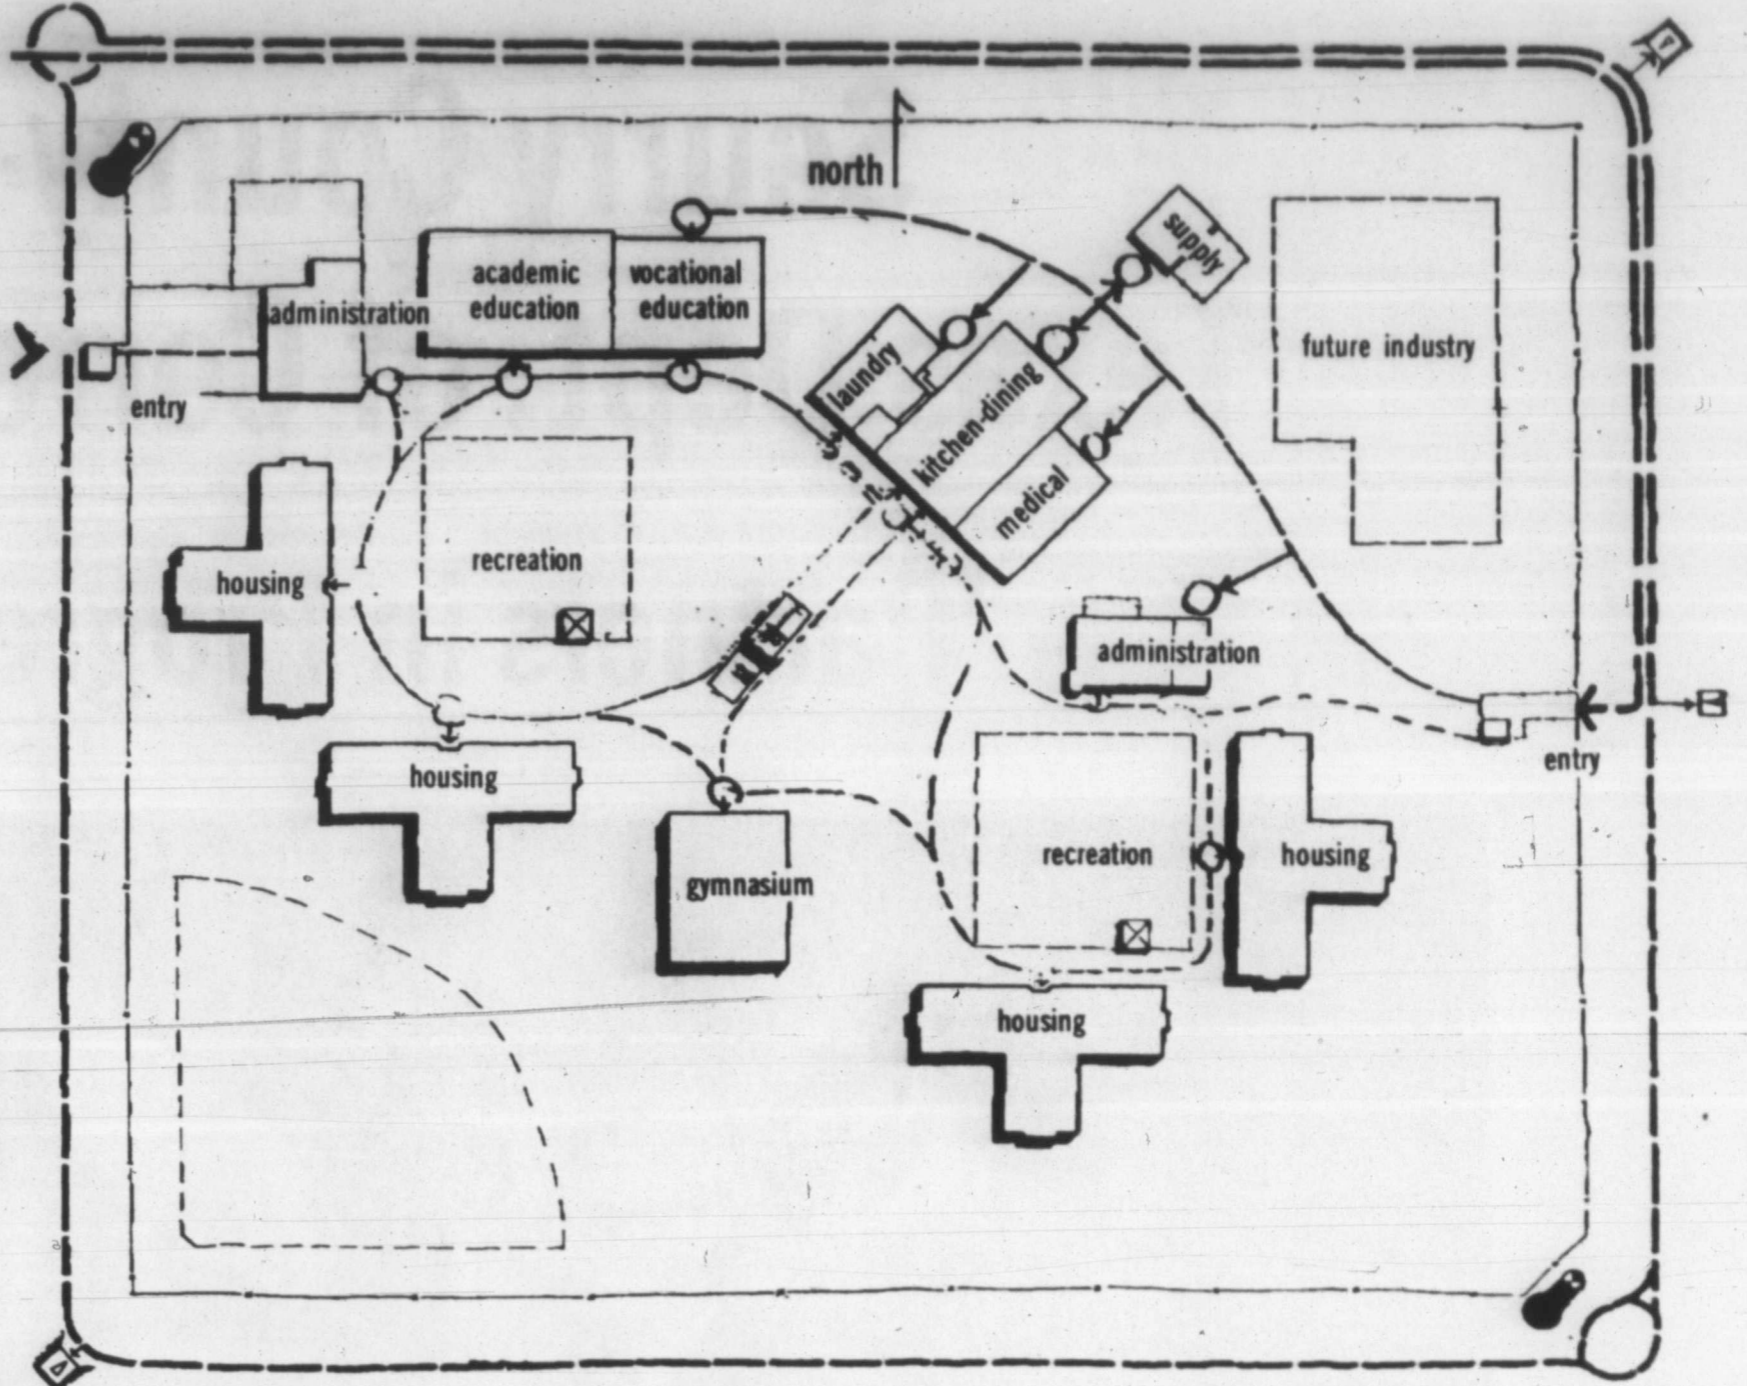 north
supply
administration
academic
education
vocational
education
laundry
kitchen-dining
medical
future industry
entry
housing
recreation
administration
housing
entry
gymnasium
recreation
housing
housing